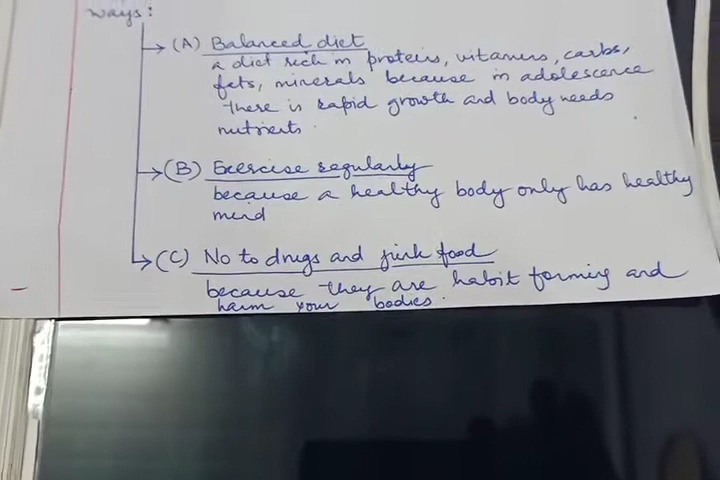 ways:
(A) Balanced diet
a diet rich in proteins, vitamins, carbs,
fats, minerals because in adolescence
there is rapid growth and body needs
nutrients.
(B) Exercise regularly
because a healthy body only has healthy
mind
(C) No to drugs and junk food
because they are habit forming and
harm your bodies.